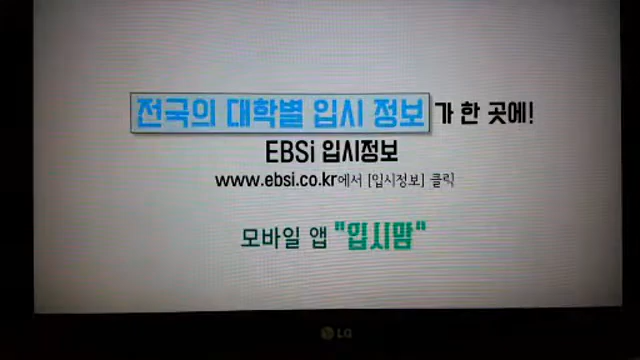 전국의 대학별 입시 정보가 한 곳에!
EBSi 입시정보
www.ebsi.co.kr에서 [입시정보] 클릭
모바일 앱 "입시맘"
LG